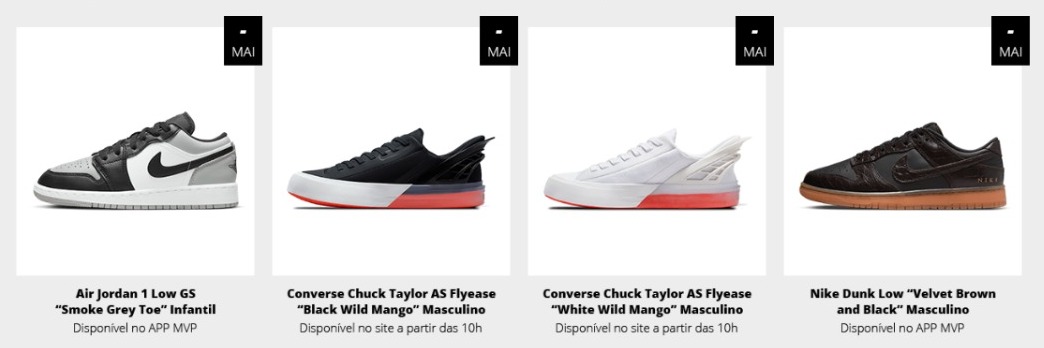 -
MAI
-
MAI
-
MAI
-
MAI
NIKE
Air Jordan 1 Low GS
“Smoke Grey Toe” Infantil
Disponível no APP MVP
Converse Chuck Taylor AS Flyease
“Black Wild Mango” Masculino
Disponível no site a partir das 10h
Converse Chuck Taylor AS Flyease
“White Wild Mango” Masculino
Disponível no site a partir das 10h
Nike Dunk Low “Velvet Brown
and Black” Masculino
Disponível no APP MVP